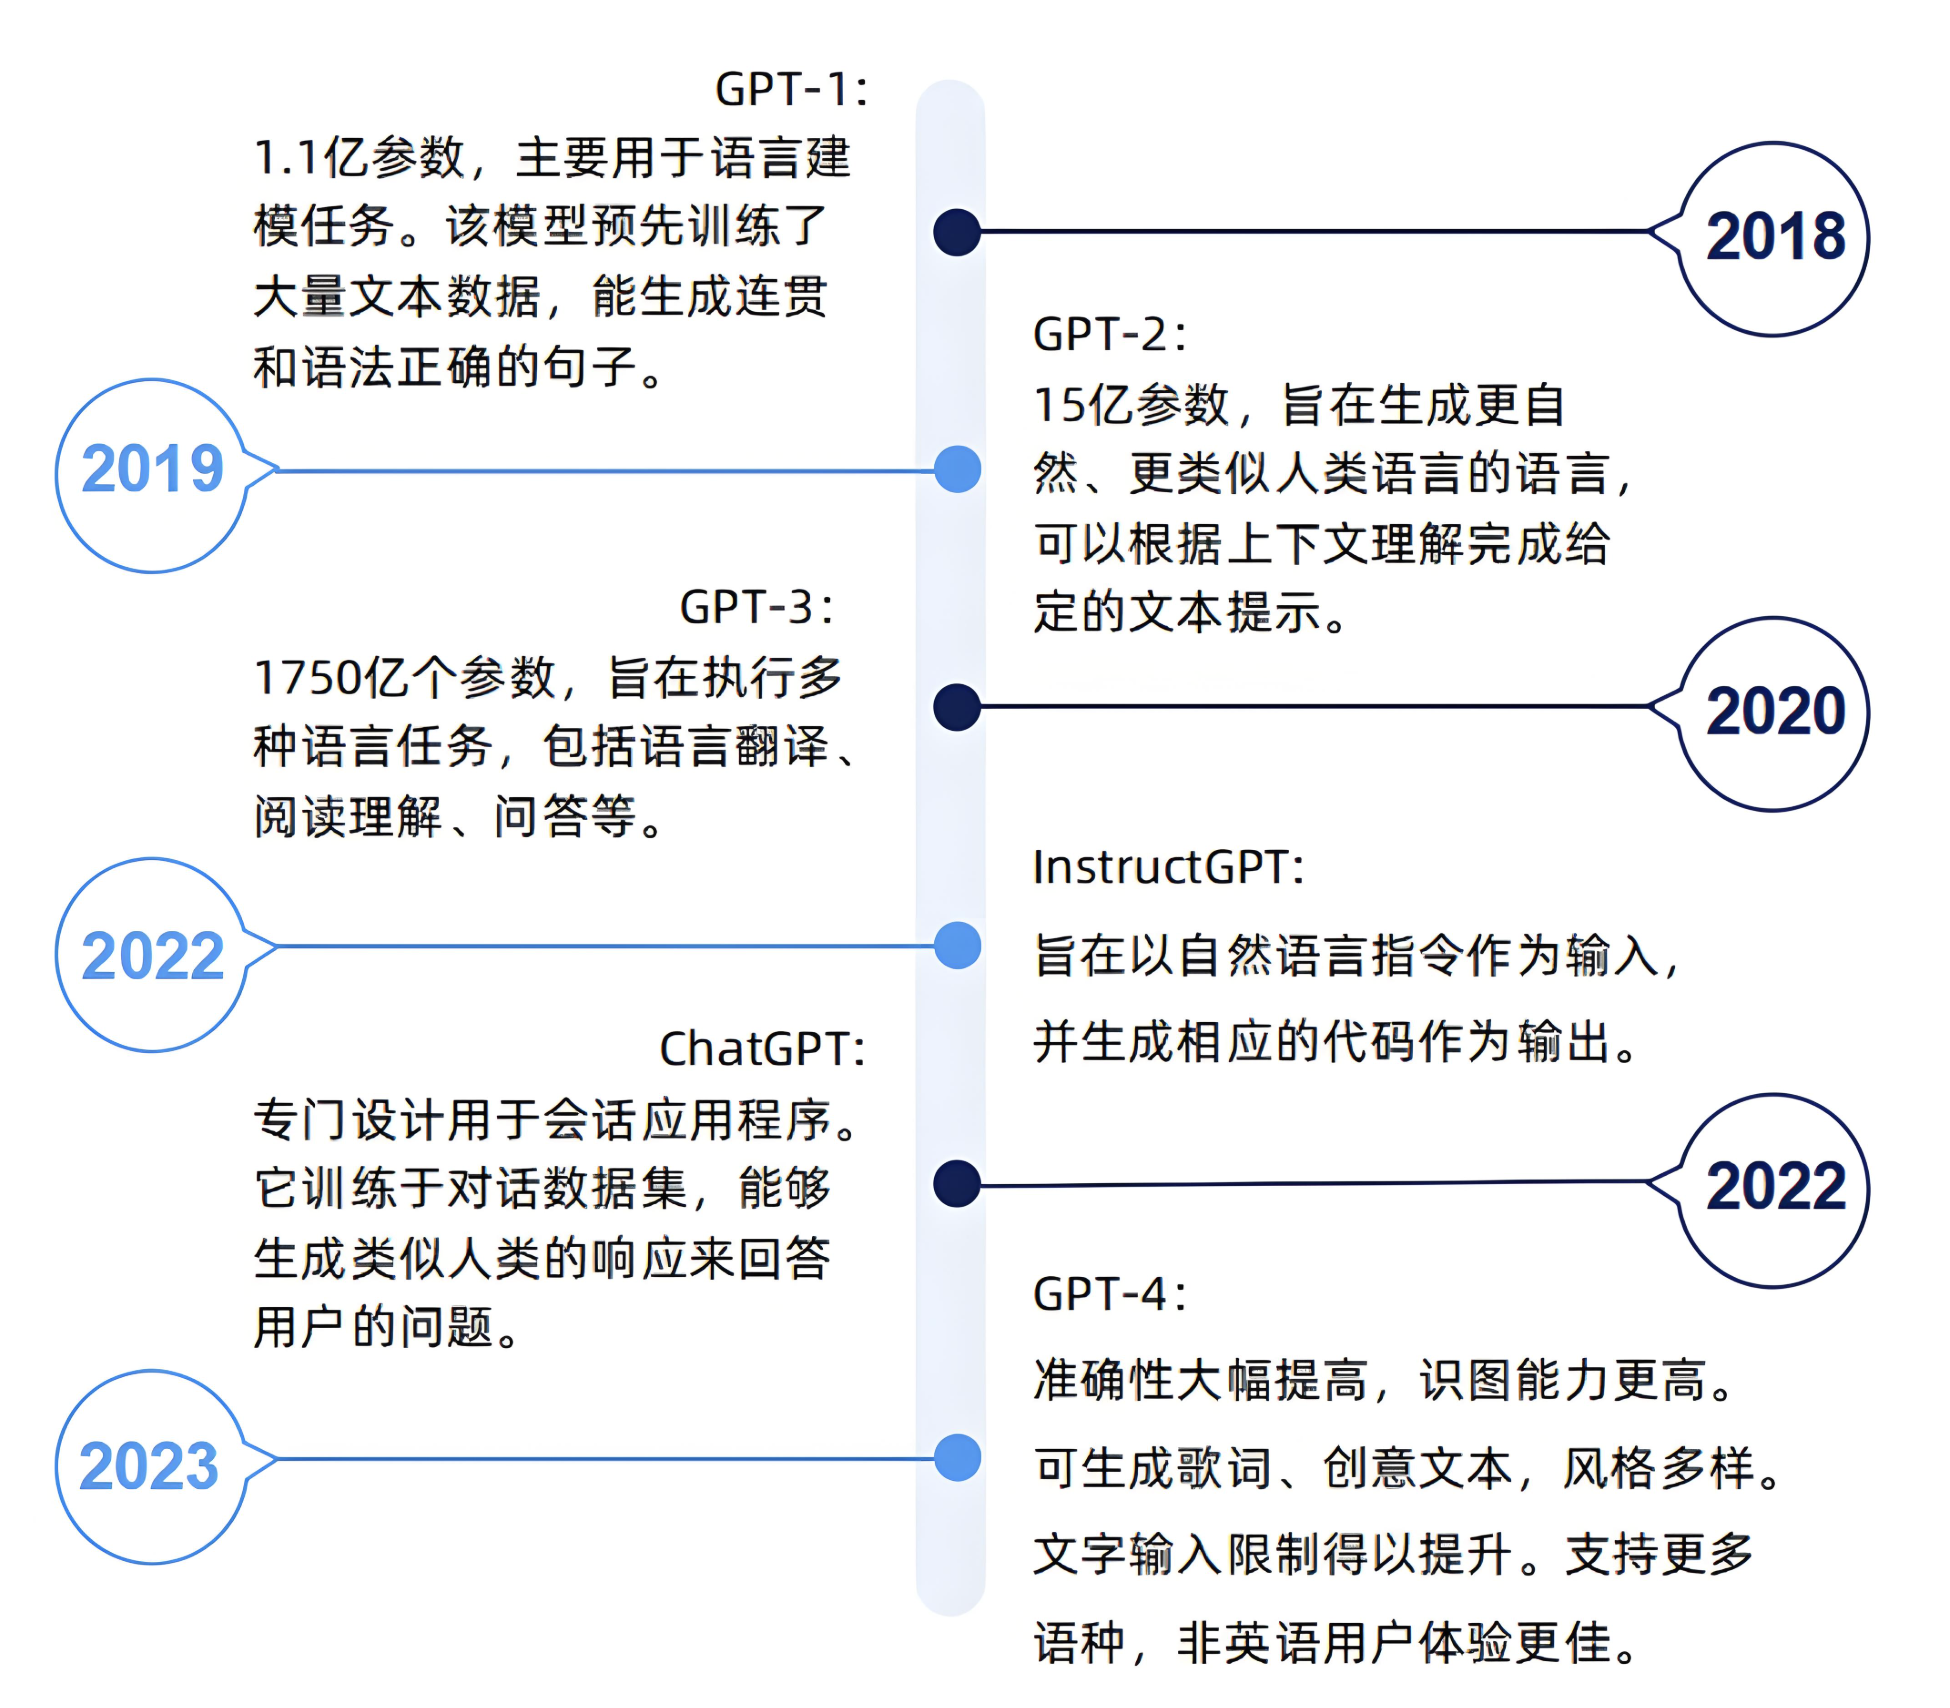 GPT-1：
1.1亿参数，主要用于语言建
模任务。该模型预先训练了
大量文本数据，能生成连贯
和语法正确的句子。
2018
2019
GPT-2：
15亿参数，旨在生成更自
然、更类似人类语言的语言，
可以根据上下文理解完成给
定的文本提示。
GPT-3：
1750亿个参数，旨在执行多
种语言任务，包括语言翻译、
阅读理解、问答等。
2020
2022
InstructGPT：
旨在以自然语言指令作为输入，
并生成相应的代码作为输出。
ChatGPT：
专门设计用于会话应用程序。
它训练于对话数据集，能够
生成类似人类的响应来回答
用户的问题。
2022
2023
GPT-4：
准确性大幅提高，识图能力更高。
可生成歌词、创意文本，风格多样。
文字输入限制得以提升。支持更多
语种，非英语用户体验更佳。